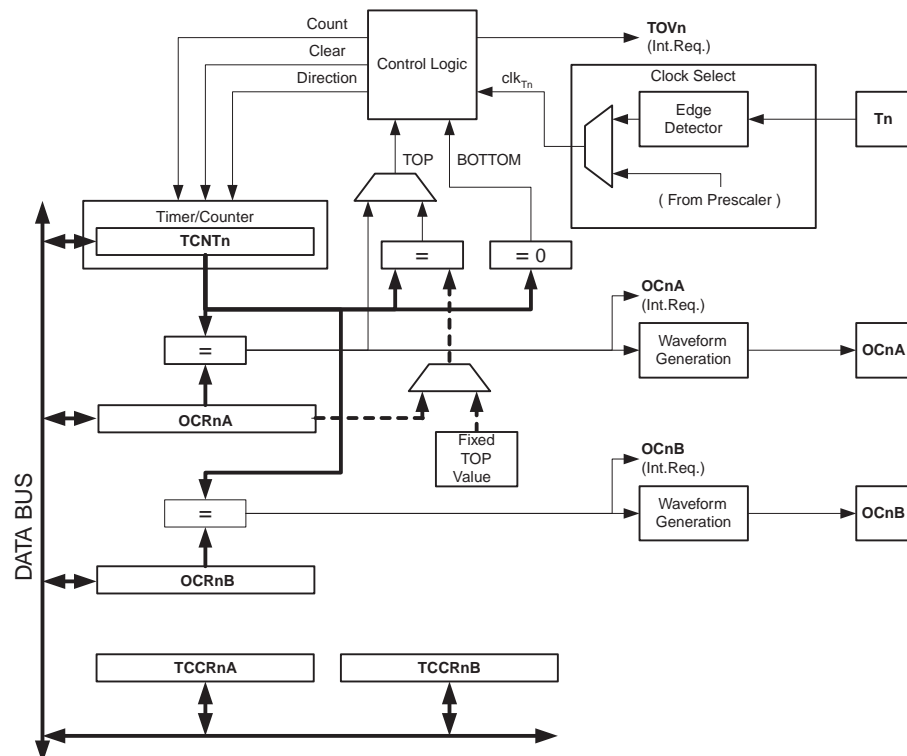 Count
Clear
Direction
Control Logic
TOVn
(Int.Req.)
clkTn
TOP
BOTTOM
Clock Select
Edge
Detector
Tn
( From Prescaler )
Timer/Counter
TCNTn
=
= 0
OCnA
(Int.Req.)
=
Waveform
Generation
OCnA
OCRnA
Fixed
TOP
Value
OCnB
(Int.Req.)
=
Waveform
Generation
OCnB
OCRnB
DATA BUS
TCCRnA
TCCRnB